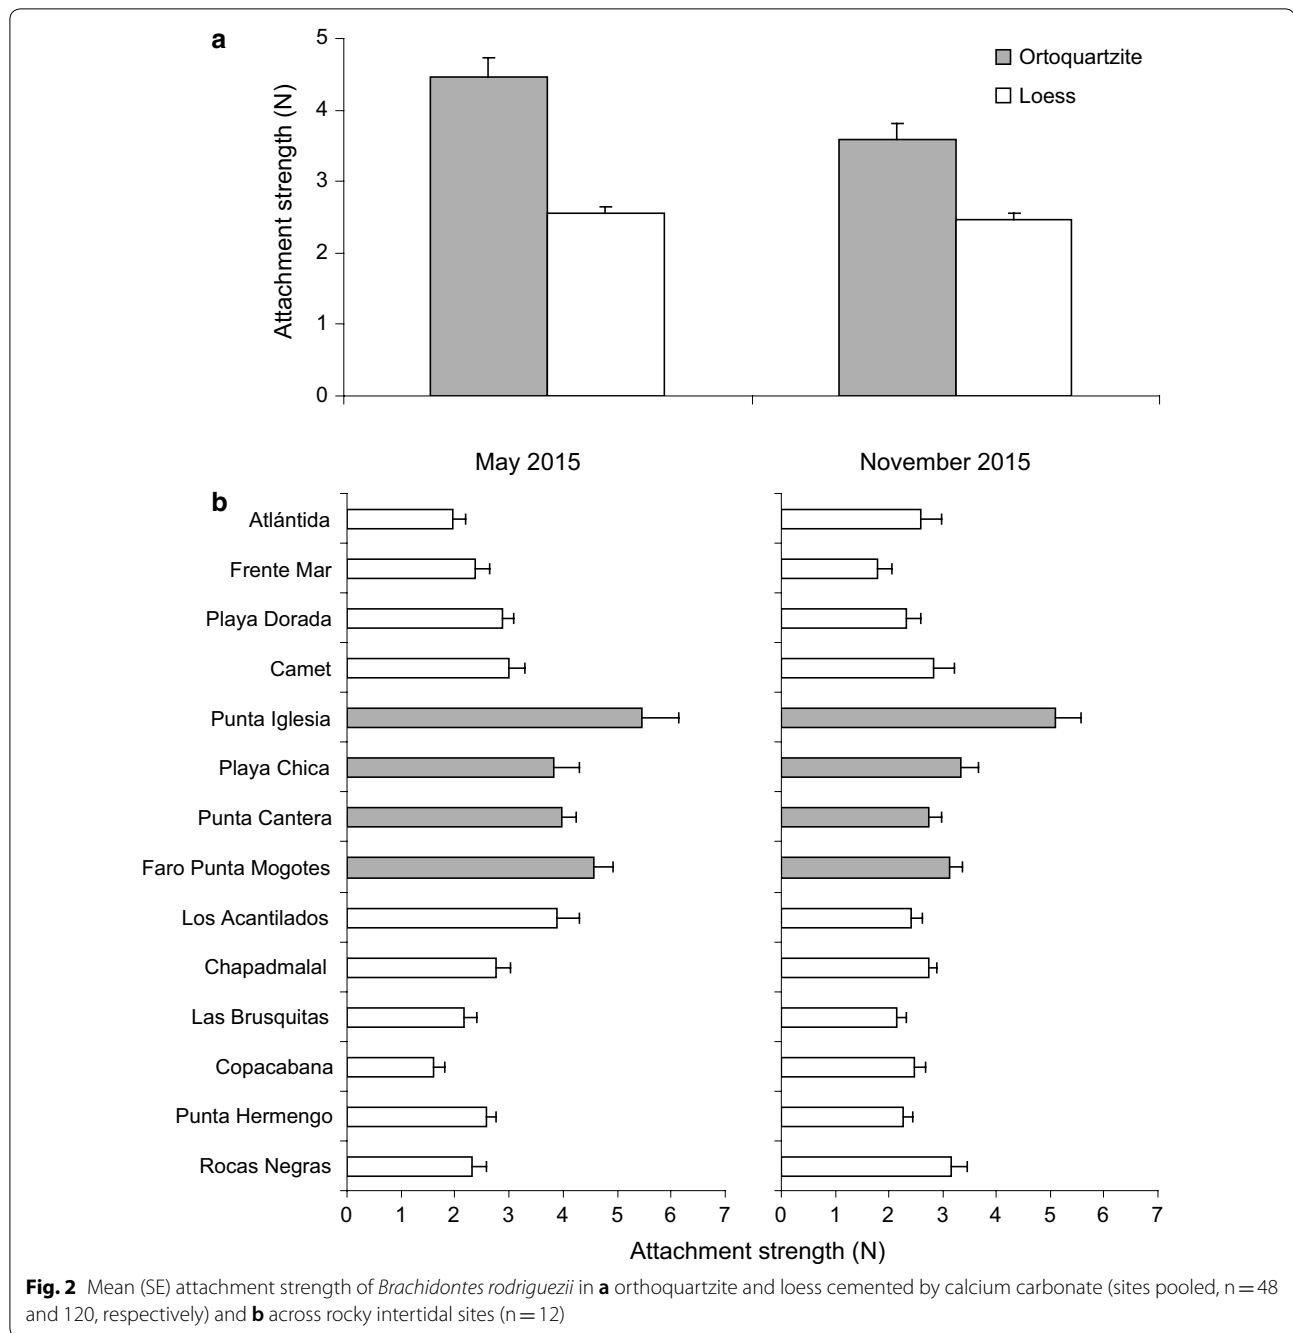 a
5
4
3
2
1
0
Attachment strength (N)
Ortoquartzite
Loess
May 2015
November 2015
b
Atlántida
Frente Mar
Playa Dorada
Camet
Punta Iglesia
Playa Chica
Punta Cantera
Faro Punta Mogotes
Los Acantilados
Chapadmalal
Las Brusquitas
Copacabana
Punta Hermengo
Rocas Negras
0 1 2 3 4 5 6 7
0 1 2 3 4 5 6 7
Attachment strength (N)
Fig. 2 Mean (SE) attachment strength of Brachidontes rodriguezii in a orthoquartzite and loess cemented by calcium carbonate (sites pooled, n = 48
and 120, respectively) and b across rocky intertidal sites (n = 12)